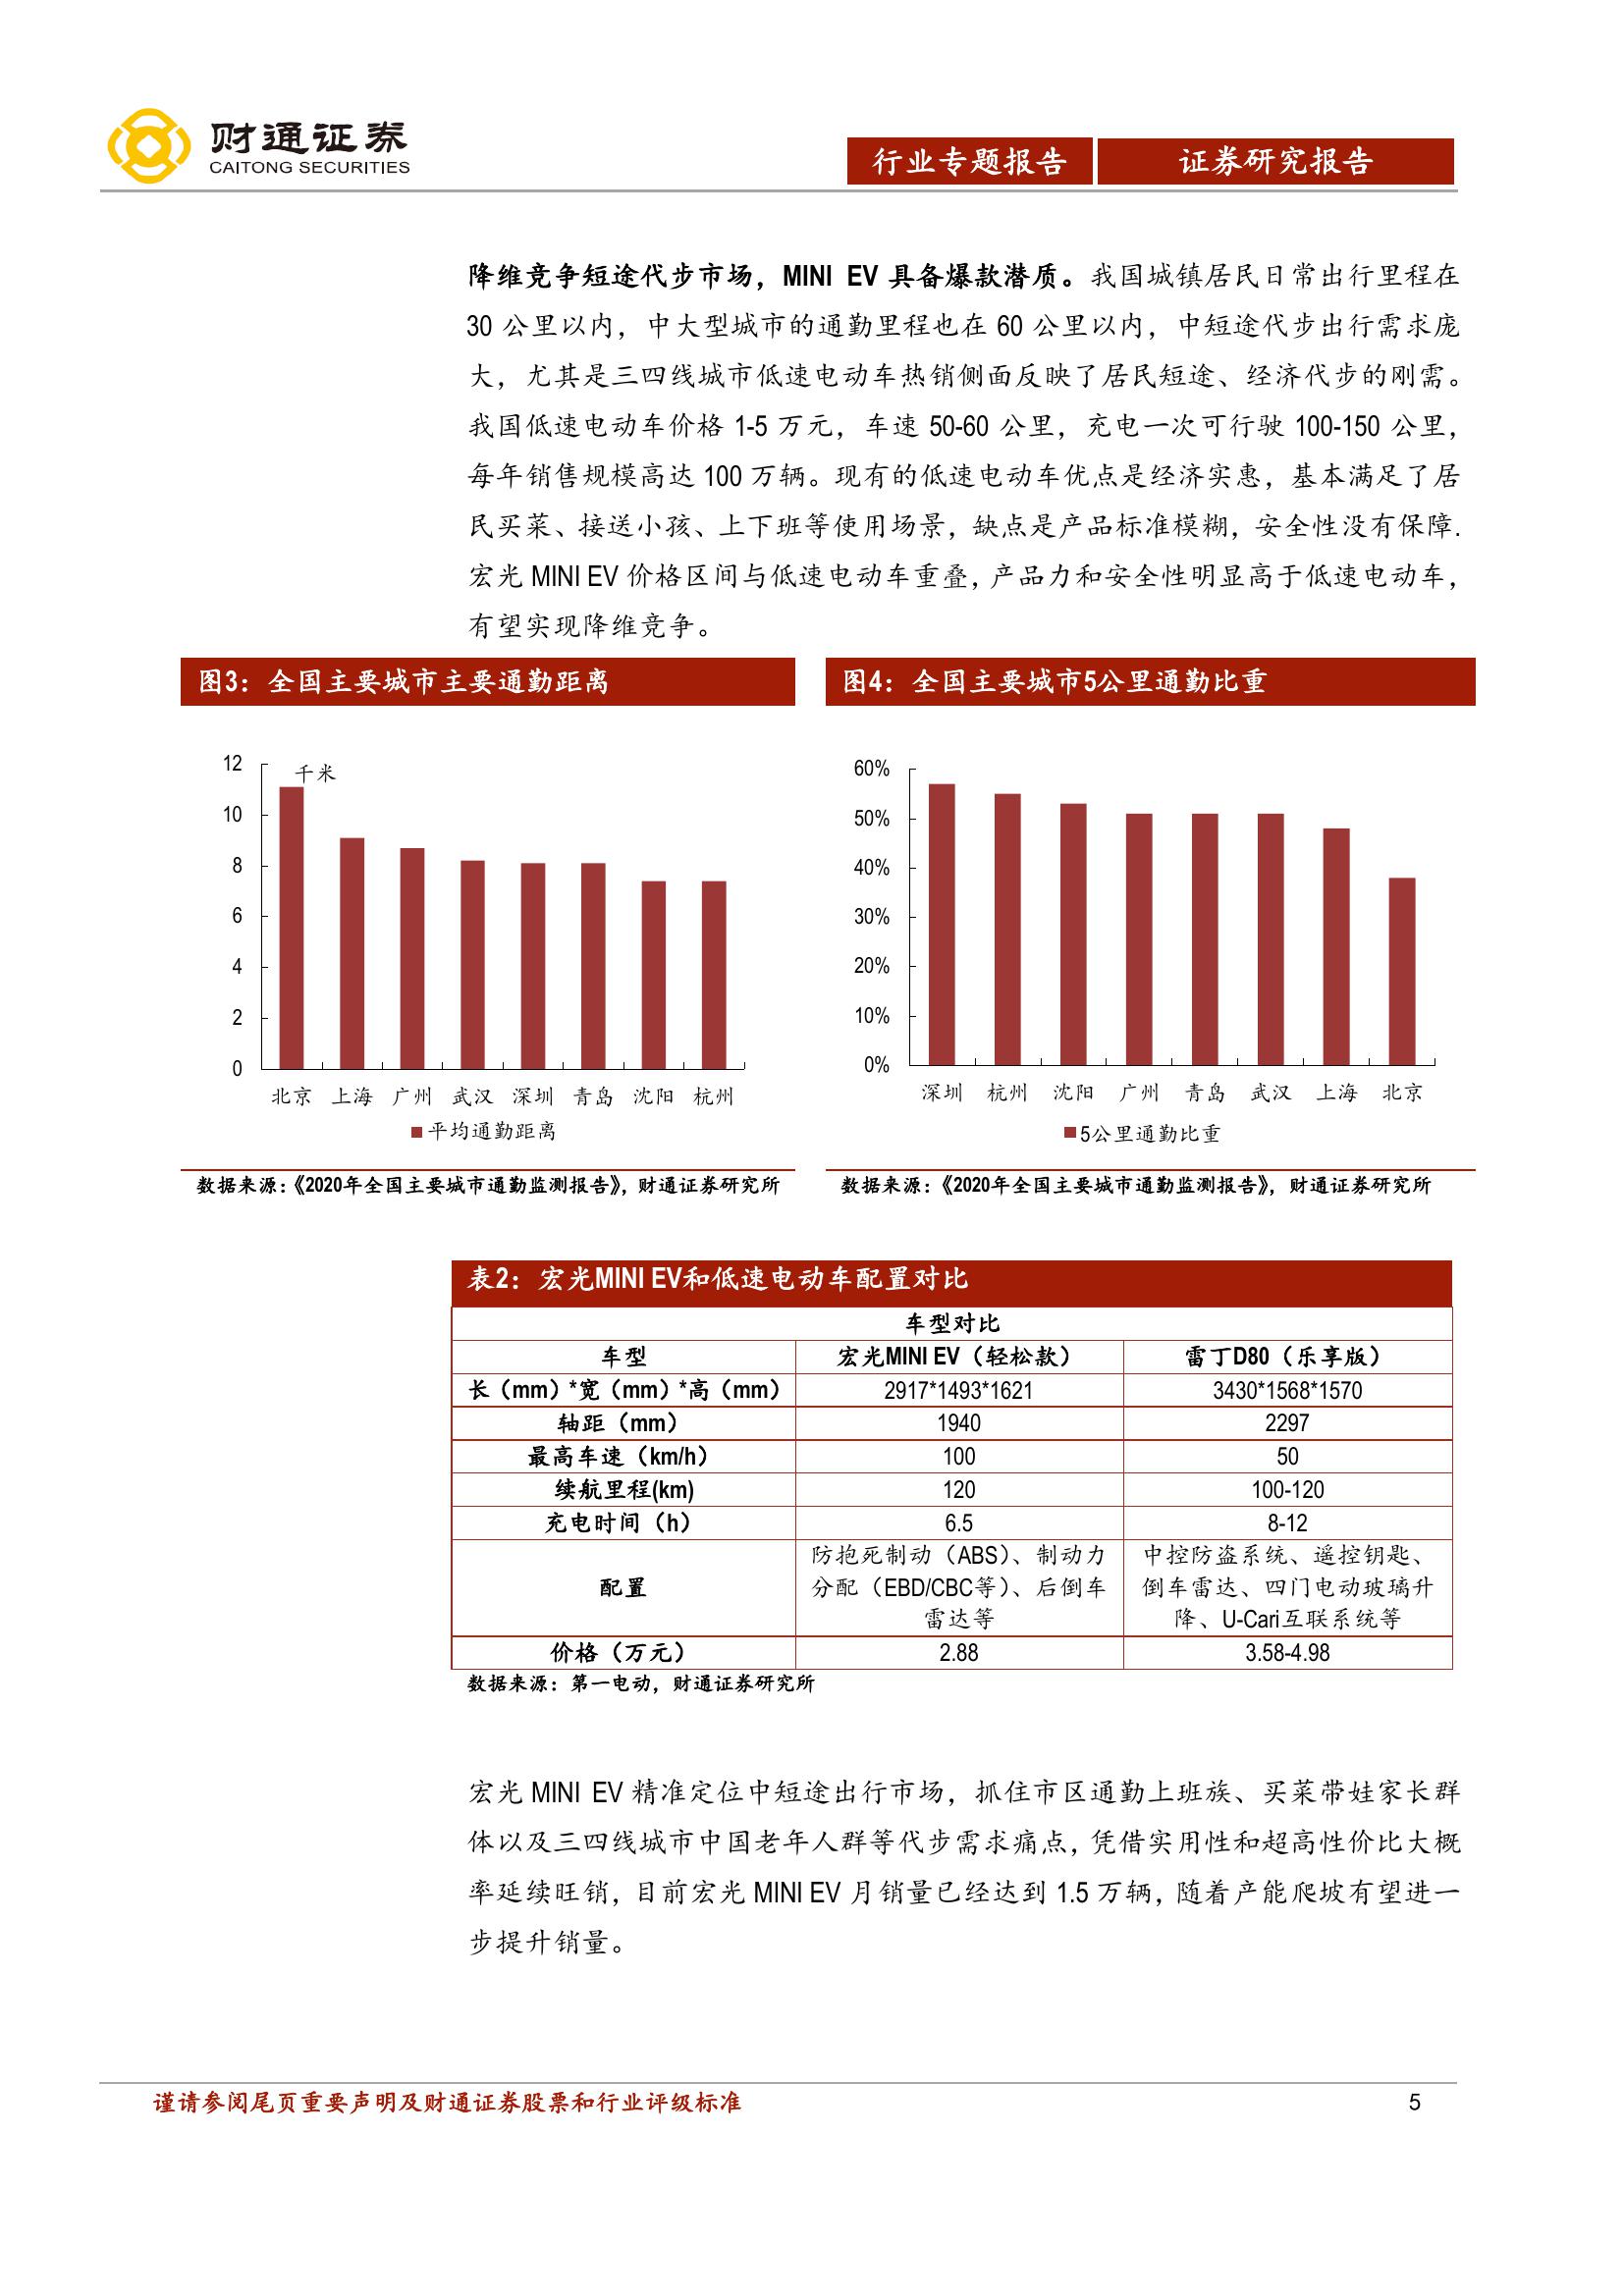 财通证券
CAITONG SECURITIES
行业专题报告
证券研究报告
降维竞争短途代步市场，MINI EV 具备爆款潜质。我国城镇居民日常出行里程在
30 公里以内，中大型城市的通勤里程也在 60 公里以内，中短途代步出行需求庞
大，尤其是三四线城市低速电动车热销侧面反映了居民短途、经济代步的刚需。
我国低速电动车价格 1-5 万元，车速 50-60 公里，充电一次可行驶 100-150 公里，
每年销售规模高达 100 万辆。现有的低速电动车优点是经济实惠，基本满足了居
民买菜、接送小孩、上下班等使用场景，缺点是产品标准模糊，安全性没有保障.
宏光 MINI EV 价格区间与低速电动车重叠，产品力和安全性明显高于低速电动车，
有望实现降维竞争。
图3：全国主要城市主要通勤距离
12
千米
10
8
6
4
2
0
北京 上海 广州 武汉 深圳 青岛 沈阳 杭州
平均通勤距离
数据来源：《2020年全国主要城市通勤监测报告》，财通证券研究所
图4：全国主要城市5公里通勤比重
60%
50%
40%
30%
20%
10%
0%
深圳 杭州 沈阳 广州 青岛 武汉 上海 北京
5公里通勤比重
数据来源：《2020年全国主要城市通勤监测报告》，财通证券研究所
表2：宏光MINI EV和低速电动车配置对比
车型对比
车型 宏光MINI EV（轻松款） 雷丁D80（乐享版）
长（mm）*宽（mm）*高（mm） 2917*1493*1621 3430*1568*1570
轴距（mm） 1940 2297
最高车速（km/h） 100 50
续航里程(km) 120 100-120
充电时间（h） 6.5 8-12
配置
防抱死制动（ABS）、制动力
分配（EBD/CBC等）、后倒车
雷达等
中控防盗系统、遥控钥匙、
倒车雷达、四门电动玻璃升
降、U-Cari互联系统等
价格（万元） 2.88 3.58-4.98
数据来源：第一电动，财通证券研究所
宏光 MINI EV 精准定位中短途出行市场，抓住市区通勤上班族、买菜带娃家长群
体以及三四线城市中国老年人群等代步需求痛点，凭借实用性和超高性价比大概
率延续旺销，目前宏光 MINI EV 月销量已经达到 1.5 万辆，随着产能爬坡有望进一
步提升销量。
谨请参阅尾页重要声明及财通证券股票和行业评级标准
5